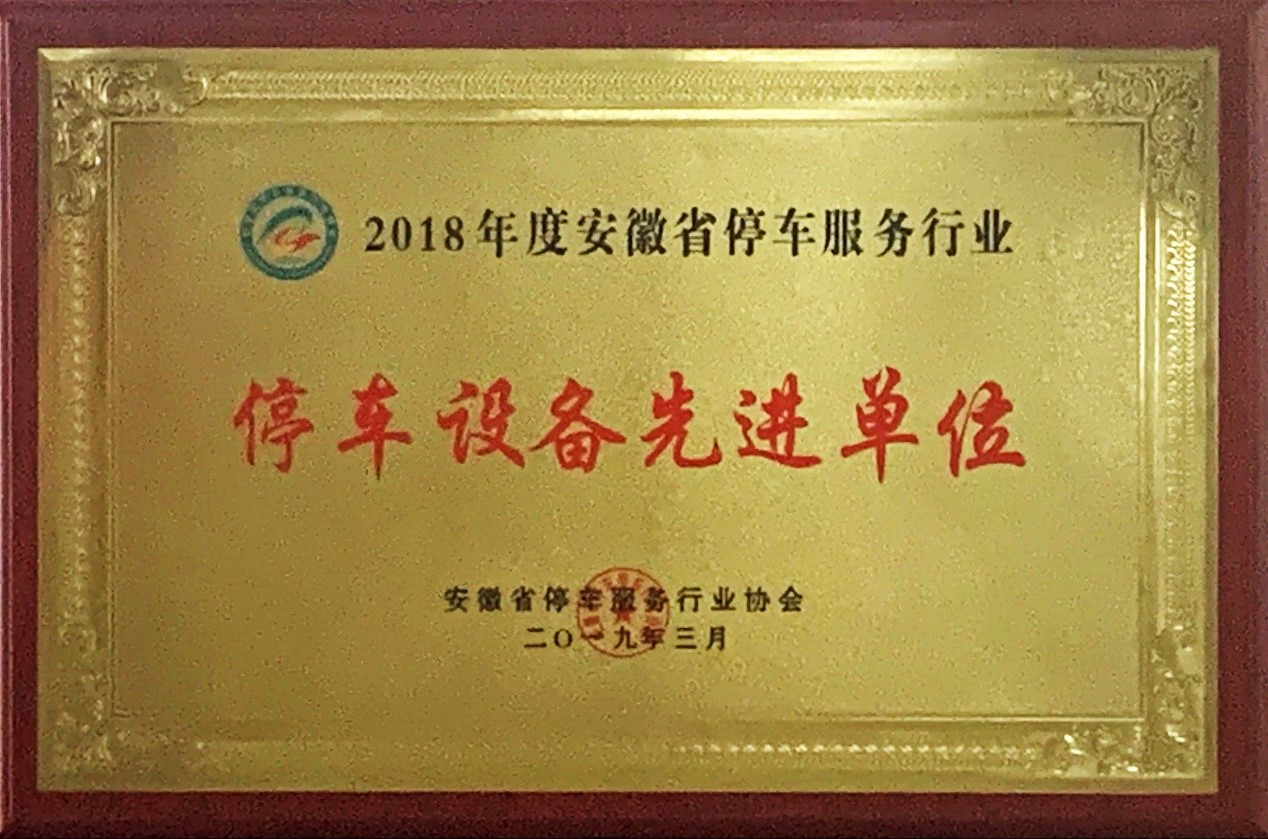 2018年度安徽省停车服务行业
停车设备先进单位
安徽省停车服务行业协会
二〇一九年三月